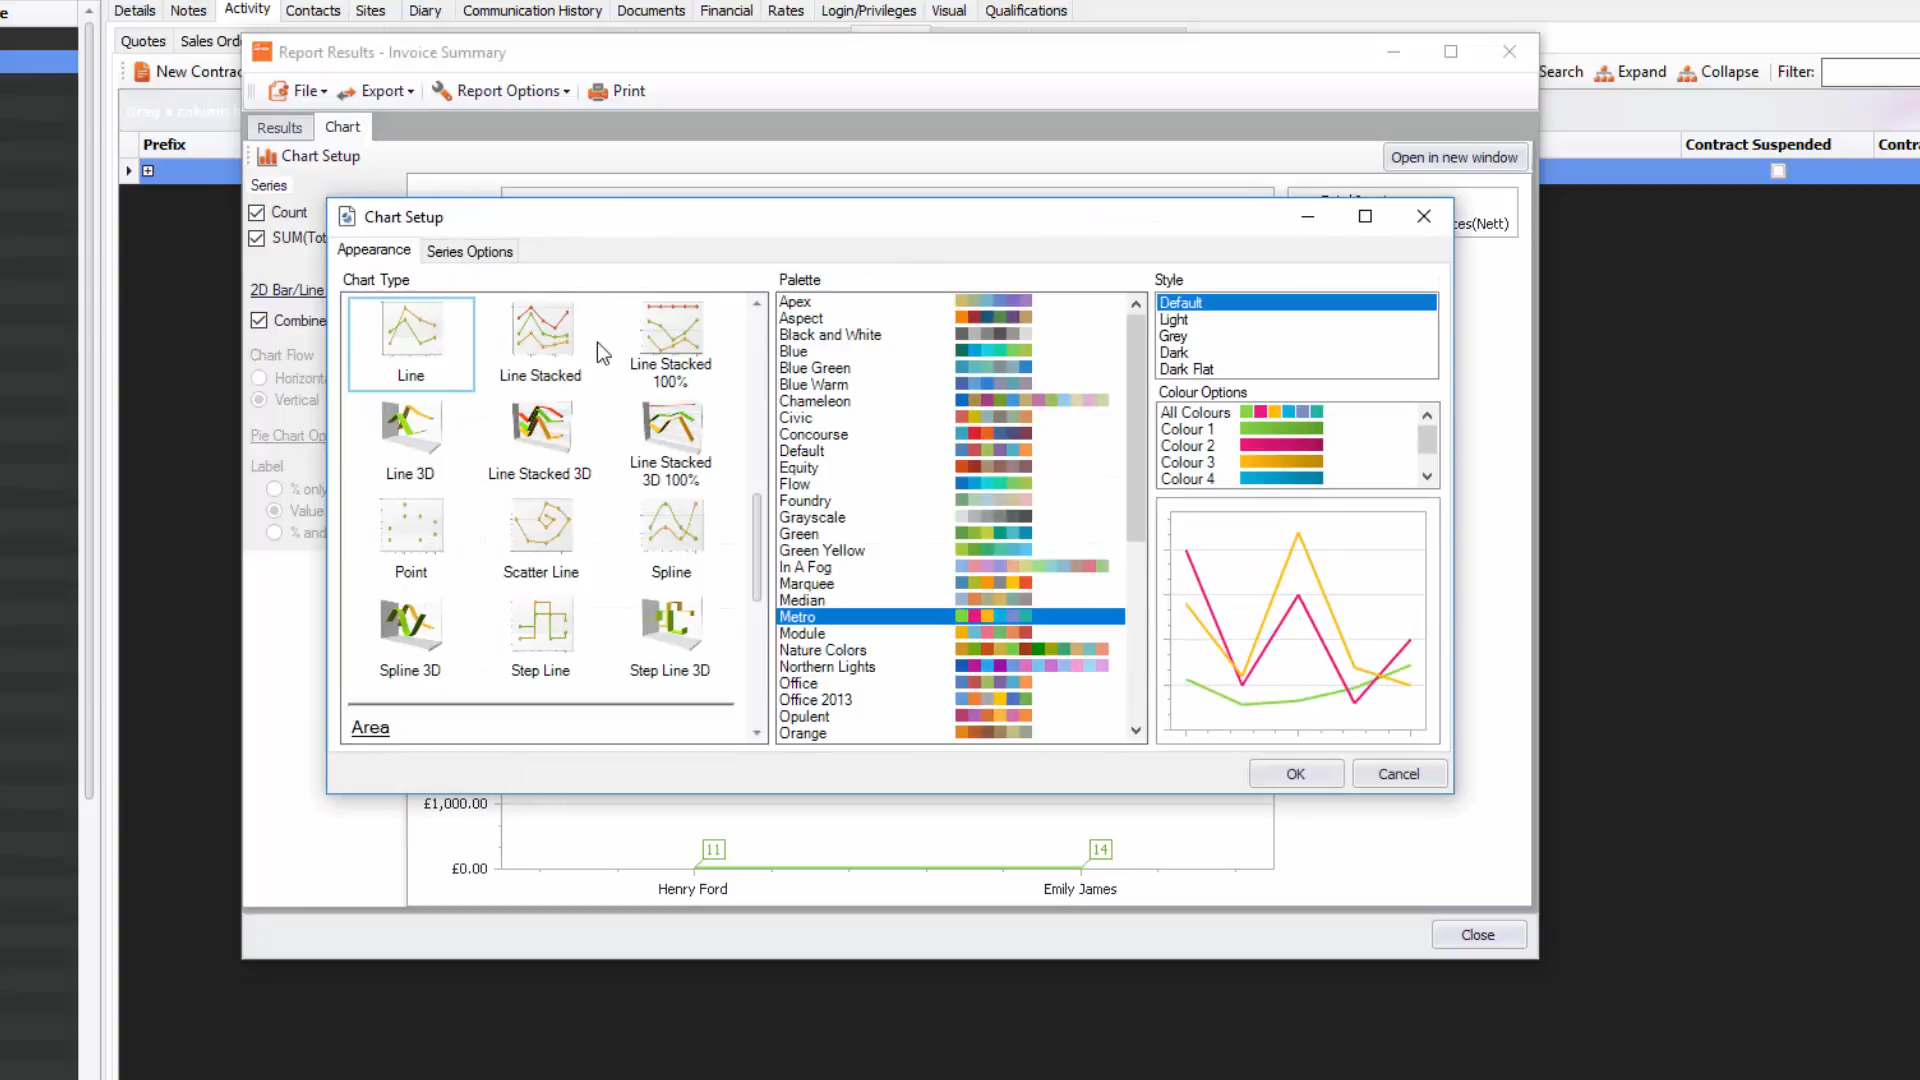 e
Details Notes Activity Contacts Sites Diary Communication History Documents Financial Rates Login/Privileges Visual Qualifications
Quotes Sales Ord
Report Results - Invoice Summary
New Contrac
Search Expand Collapse Filter:
File Export Report Options Print
Drag a column
Results Chart
Prefix
Contract Suspended Contra
Chart Setup
Open in new window
Series
Count
SUM(Tot
ces(Nett)
Chart Setup
Appearance Series Options
2D Bar/Line
Combine
Chart Flow
Horizonta
Vertical
Pie Chart Op
Label
% only
Value
% and
Chart Type
Line
Line Stacked
Line Stacked
100%
Line 3D
Line Stacked 3D
Line Stacked
3D 100%
Point
Scatter Line
Spline
Spline 3D
Step Line
Step Line 3D
Area
Palette
Apex
Aspect
Black and White
Blue
Blue Green
Blue Warm
Chameleon
Civic
Concourse
Default
Equity
Flow
Foundry
Grayscale
Green
Green Yellow
In A Fog
Marquee
Median
Metro
Module
Nature Colors
Northern Lights
Office
Office 2013
Opulent
Orange
Style
Default
Light
Grey
Dark
Dark Flat
Colour Options
All Colours
Colour 1
Colour 2
Colour 3
Colour 4
OK Cancel
£1,000.00
11
14
£0.00
Henry Ford
Emily James
Close